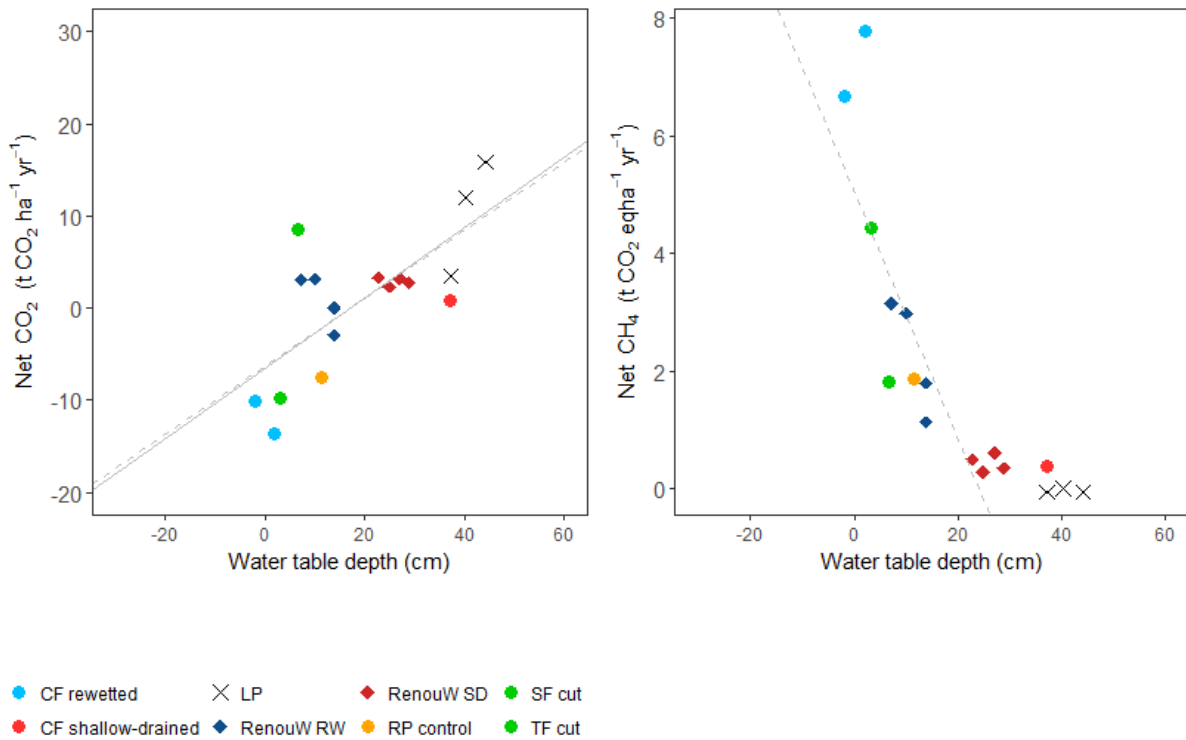 30
20
10
0
-10
-20
Net CO₂ (t CO₂ ha⁻¹ yr⁻¹)
-20 0 20 40 60
Water table depth (cm)
8
6
4
2
0
Net CH₄ (t CO₂ eqha⁻¹ yr⁻¹)
-20 0 20 40 60
Water table depth (cm)
CF rewetted LP RenouW SD SF cut
CF shallow-drained RenouW RW RP control TF cut